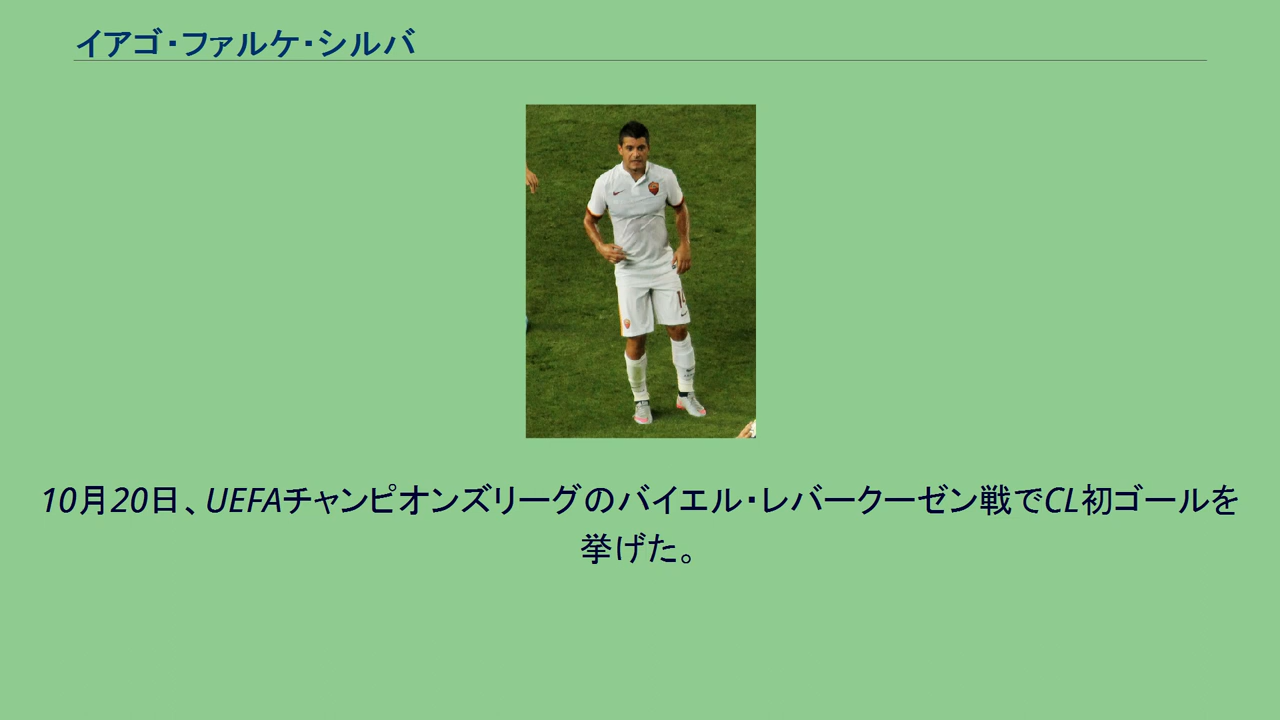 イアゴ・ファルケ・シルバ
14
10月20日、UEFAチャンピオンズリーグのバイエル・レバークーゼン戦でCL初ゴールを
挙げた。